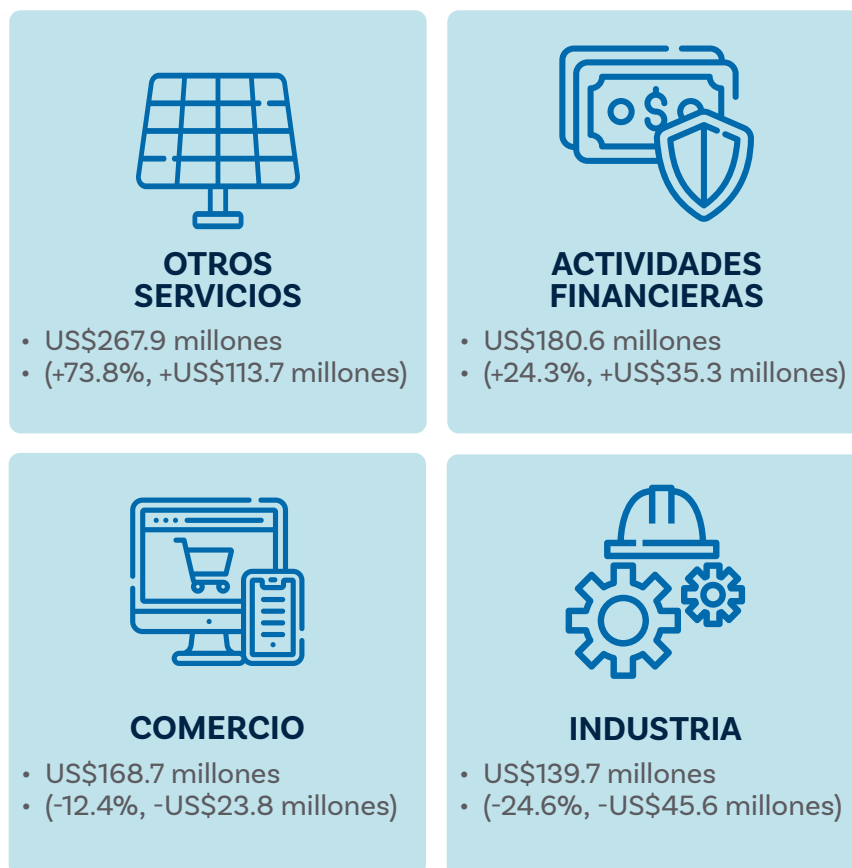 OTROS
SERVICIOS
• US$267.9 millones
• (+73.8%, +US$113.7 millones)
$
ACTIVIDADES
FINANCIERAS
• US$180.6 millones
• (+24.3%, +US$35.3 millones)
COMERCIO
• US$168.7 millones
• (-12.4%, -US$23.8 millones)
INDUSTRIA
• US$139.7 millones
• (-24.6%, -US$45.6 millones)